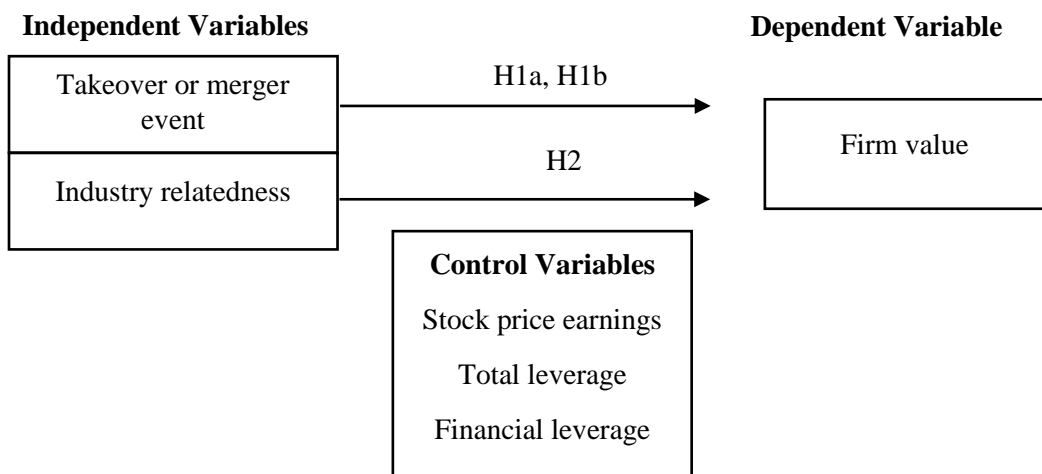 Independent Variables
Dependent Variable
Takeover or merger
event
H1a, H1b
Firm value
Industry relatedness
H2
Control Variables
Stock price earnings
Total leverage
Financial leverage